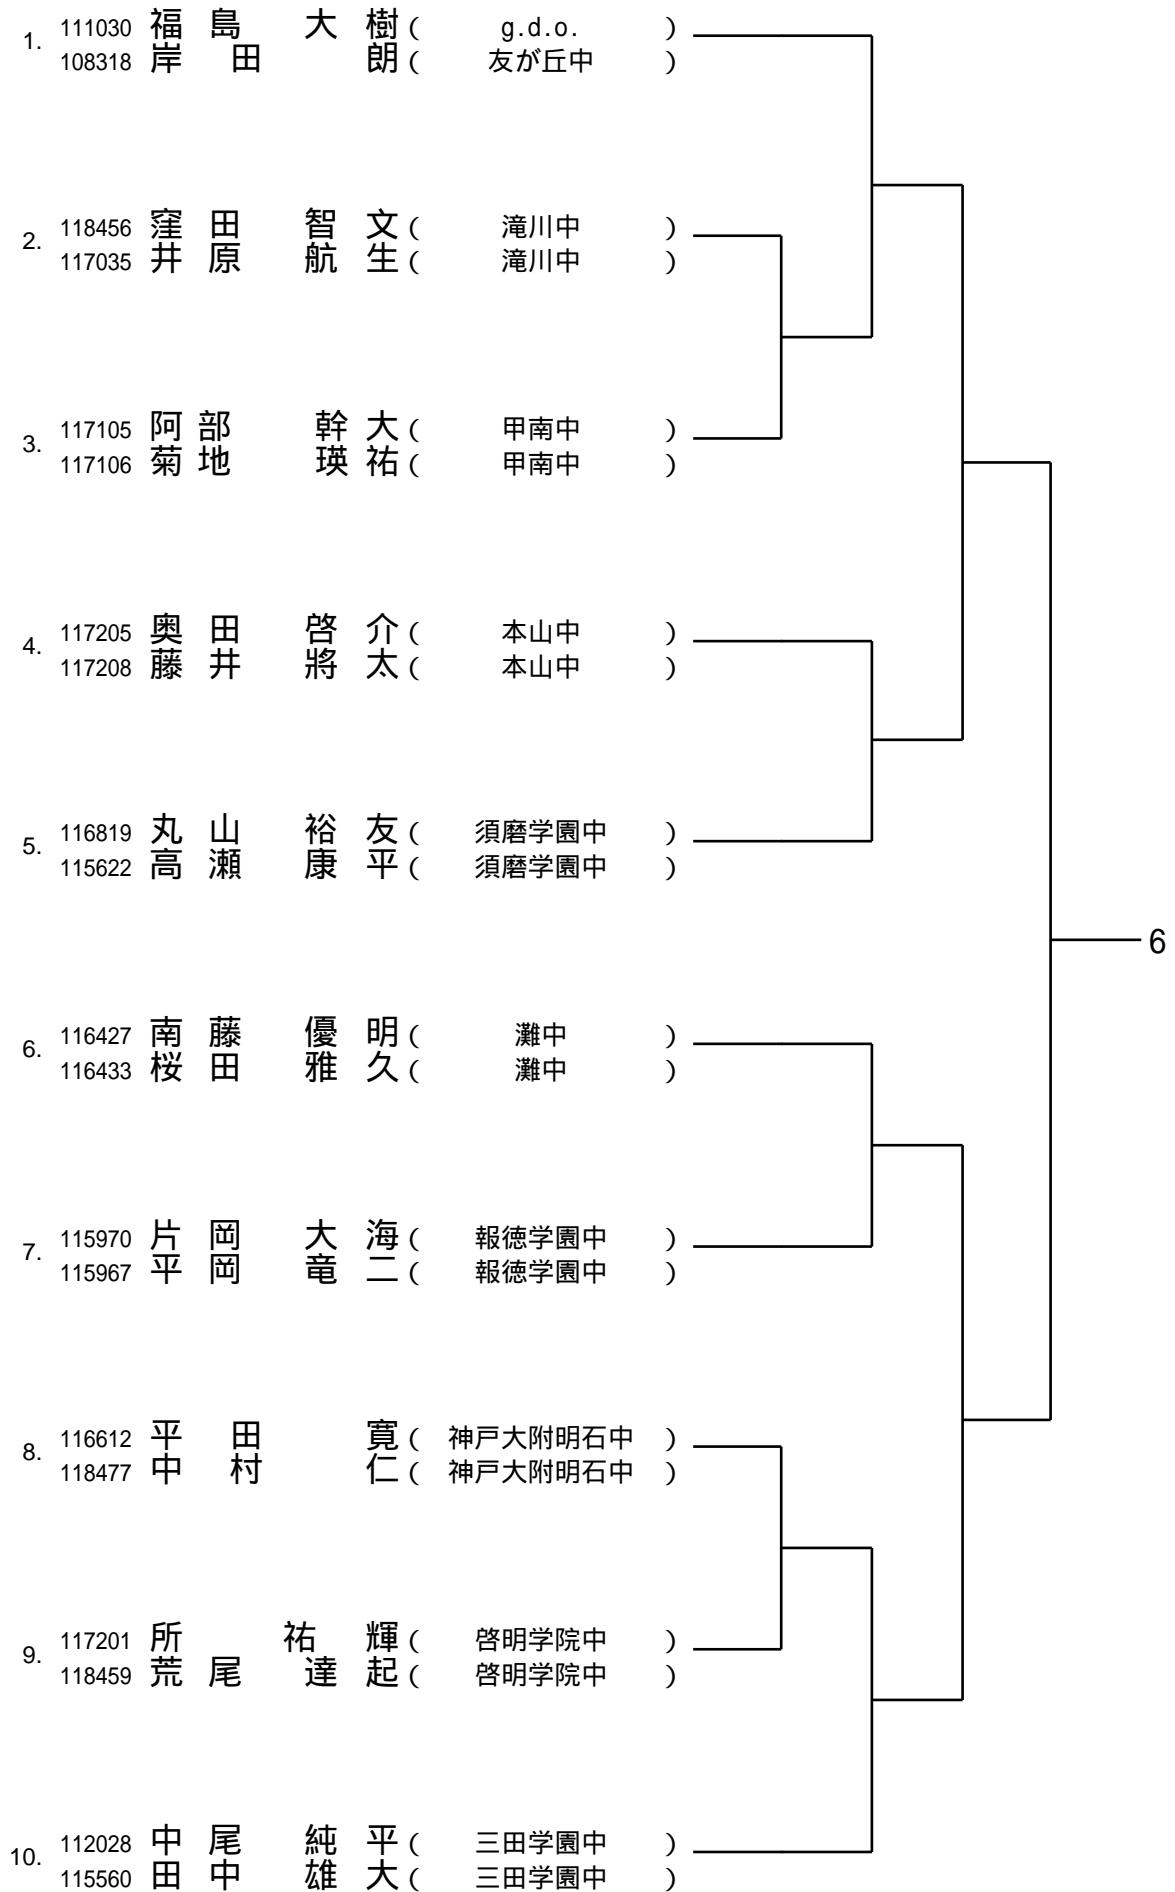 1. 111030 福島 大樹 ( g.d.o. )
108318 岸田 朗 ( 友が丘中 )
2. 118456 窪田 智文 ( 滝川中 )
117035 井原 航生 ( 滝川中 )
3. 117105 阿部 幹大 ( 甲南中 )
117106 菊地 瑛祐 ( 甲南中 )
4. 117205 奥田 啓介 ( 本山中 )
117208 藤井 將太 ( 本山中 )
5. 116819 丸山 裕友 ( 須磨学園中 )
115622 高瀬 康平 ( 須磨学園中 )
6
6. 116427 南藤 優明 ( 灘中 )
116433 桜田 雅久 ( 灘中 )
7. 115970 片岡 大海 ( 報徳学園中 )
115967 平岡 竜二 ( 報徳学園中 )
8. 116612 平田 寛 ( 神戸大附明石中 )
118477 中村 仁 ( 神戸大附明石中 )
9. 117201 所 祐輝 ( 啓明学院中 )
118459 荒尾 達起 ( 啓明学院中 )
10. 112028 中尾 純平 ( 三田学園中 )
115560 田中 雄大 ( 三田学園中 )